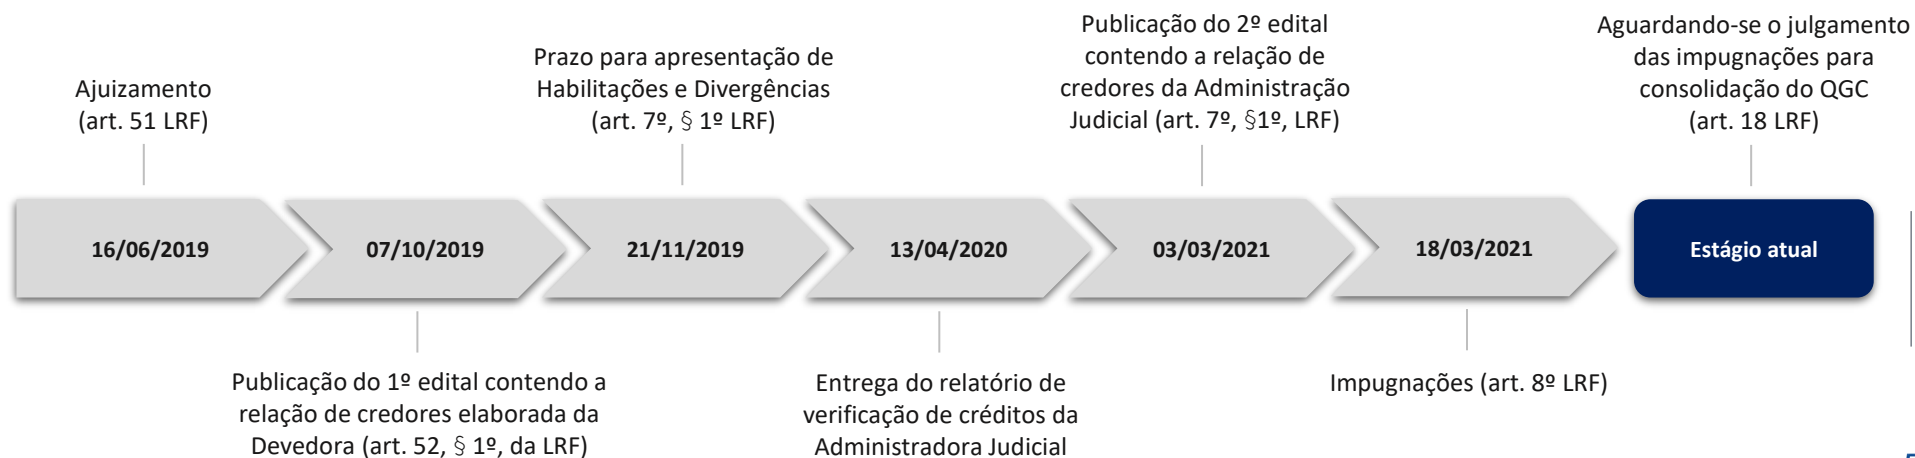 Ajuizamento
(art. 51 LRF)
Prazo para apresentação de
Habilitações e Divergências
(art. 7º, § 1º LRF)
Publicação do 2º edital
contendo a relação de
credores da Administração
Judicial (art. 7º, §1º, LRF)
Aguardando-se o julgamento
das impugnações para
consolidação do QGC
(art. 18 LRF)
16/06/2019
07/10/2019
21/11/2019
13/04/2020
03/03/2021
18/03/2021
Estágio atual
Publicação do 1º edital contendo a
relação de credores elaborada da
Devedora (art. 52, § 1º, da LRF)
Entrega do relatório de
verificação de créditos da
Administradora Judicial
Impugnações (art. 8º LRF)